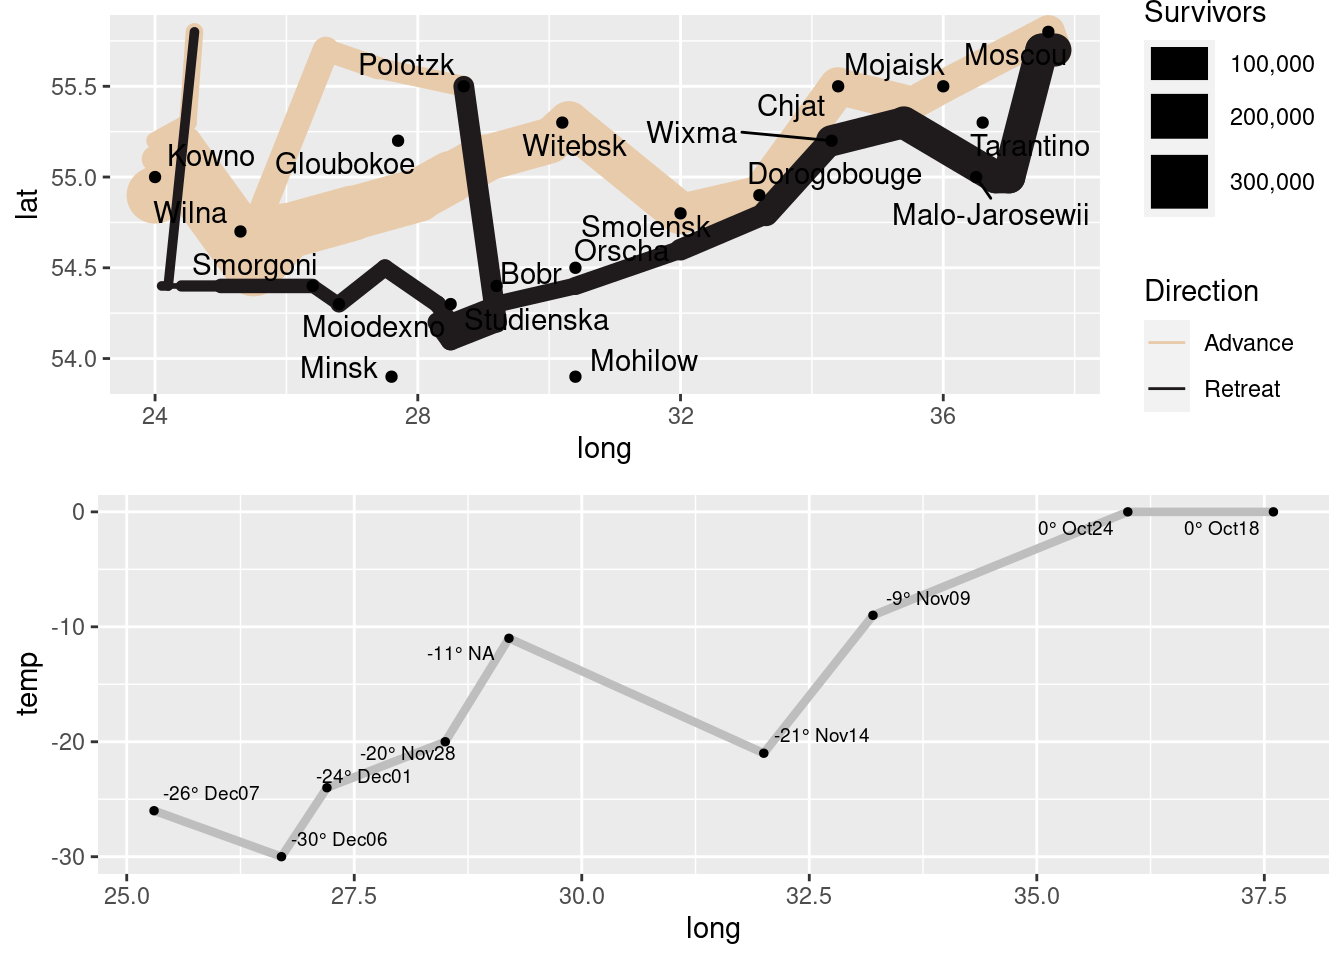 Survivors
100,000
200,000
300,000
Direction
Advance
Retreat
lat
55.5
55.0
54.5
54.0
Polotzk
Mojaisk
Moscou
Chjat
Wixma
Kowno
Gloubokoe
Witebsk
Tarantino
Dorogobouge
Wilna
Malo-Jarosewii
Smolensk
Orscha
Smorgoni
Bobr
Moiodexno
Studienska
Minsk
Mohilow
24
28
32
36
long
temp
0
-10
-20
-30
0° Oct24
0° Oct18
-9° Nov09
-11° NA
-21° Nov14
-20° Nov28
-24° Dec01
-26° Dec07
-30° Dec06
25.0
27.5
30.0
32.5
35.0
37.5
long